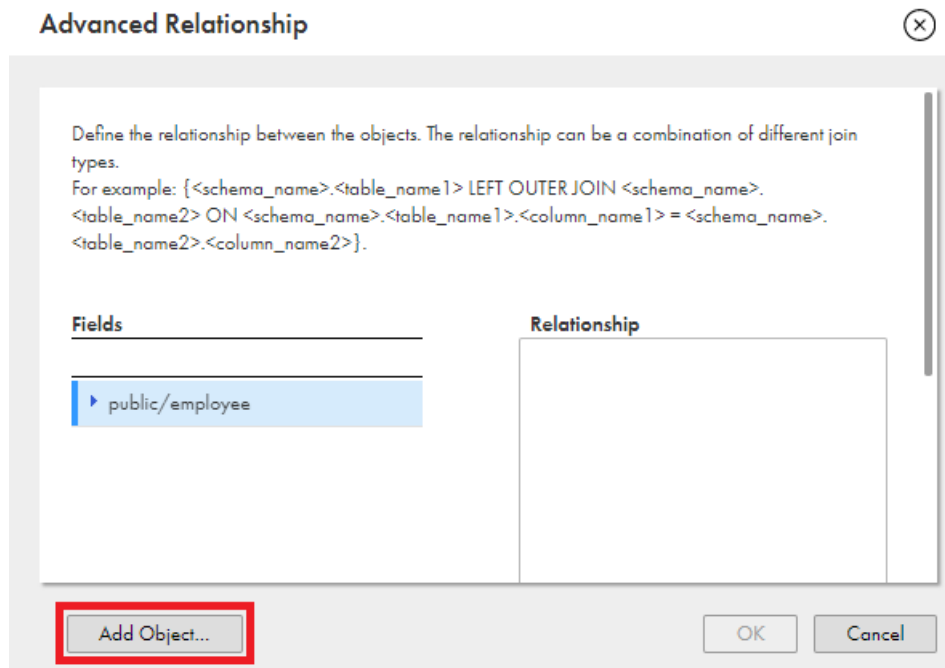 Advanced Relationship
Define the relationship between the objects. The relationship can be a combination of different join
types.
For example: {<schema_name>.<table_name1> LEFT OUTER JOIN <schema_name>.
<table_name2> ON <schema_name>.<table_name1>.<column_name1> = <schema_name>.
<table_name2>.<column_name2>}.
Fields
Relationship
public/employee
Add Object...
OK
Cancel